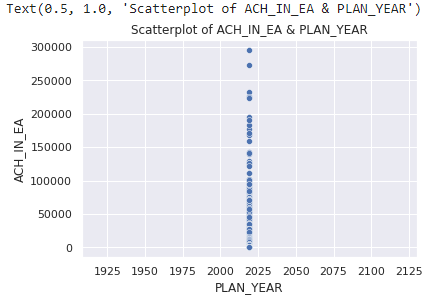 Text(0.5, 1.0, 'Scatterplot of ACH_IN_EA & PLAN_YEAR')
Scatterplot of ACH_IN_EA & PLAN_YEAR
300000
250000
200000
150000
100000
50000
0
ACH_IN_EA
1925 1950 1975 2000 2025 2050 2075 2100 2125
PLAN_YEAR